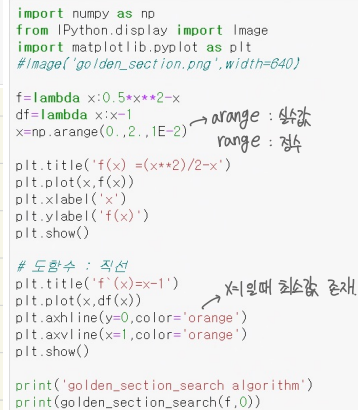 import numpy as np
from IPython.display import Image
import matplotlib.pyplot as plt
#Image('golden_section.png',width=640)
f=lambda x:0.5*x**2-x
df=lambda x:x-1
x=np.arange(0.,2.,1E-2)
arange : 실수값
range : 정수
plt.title('f(x) =(x**2)/2-x')
plt.plot(x,f(x))
plt.xlabel('x')
plt.ylabel('f(x)')
plt.show()
# 도함수 : 직선
plt.title('f`(x)=x-1')
plt.plot(x,df(x))
x=1일때 최소값 존재
plt.axhline(y=0,color='orange')
plt.axvline(x=1,color='orange')
plt.show()
print('golden_section_search algorithm')
print(golden_section_search(f,0))